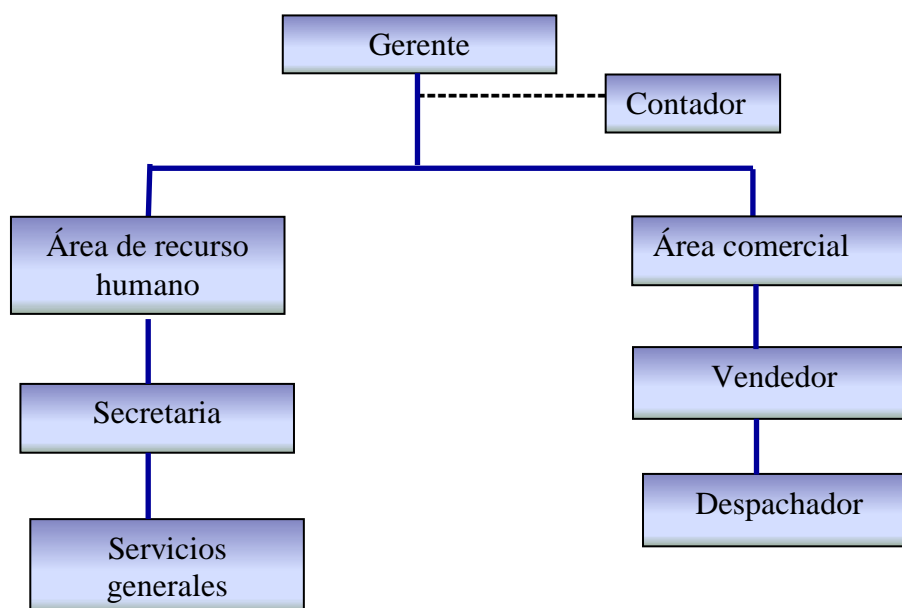 Gerente
Contador
Área de recurso
humano
Área comercial
Secretaria
Vendedor
Servicios
generales
Despachador